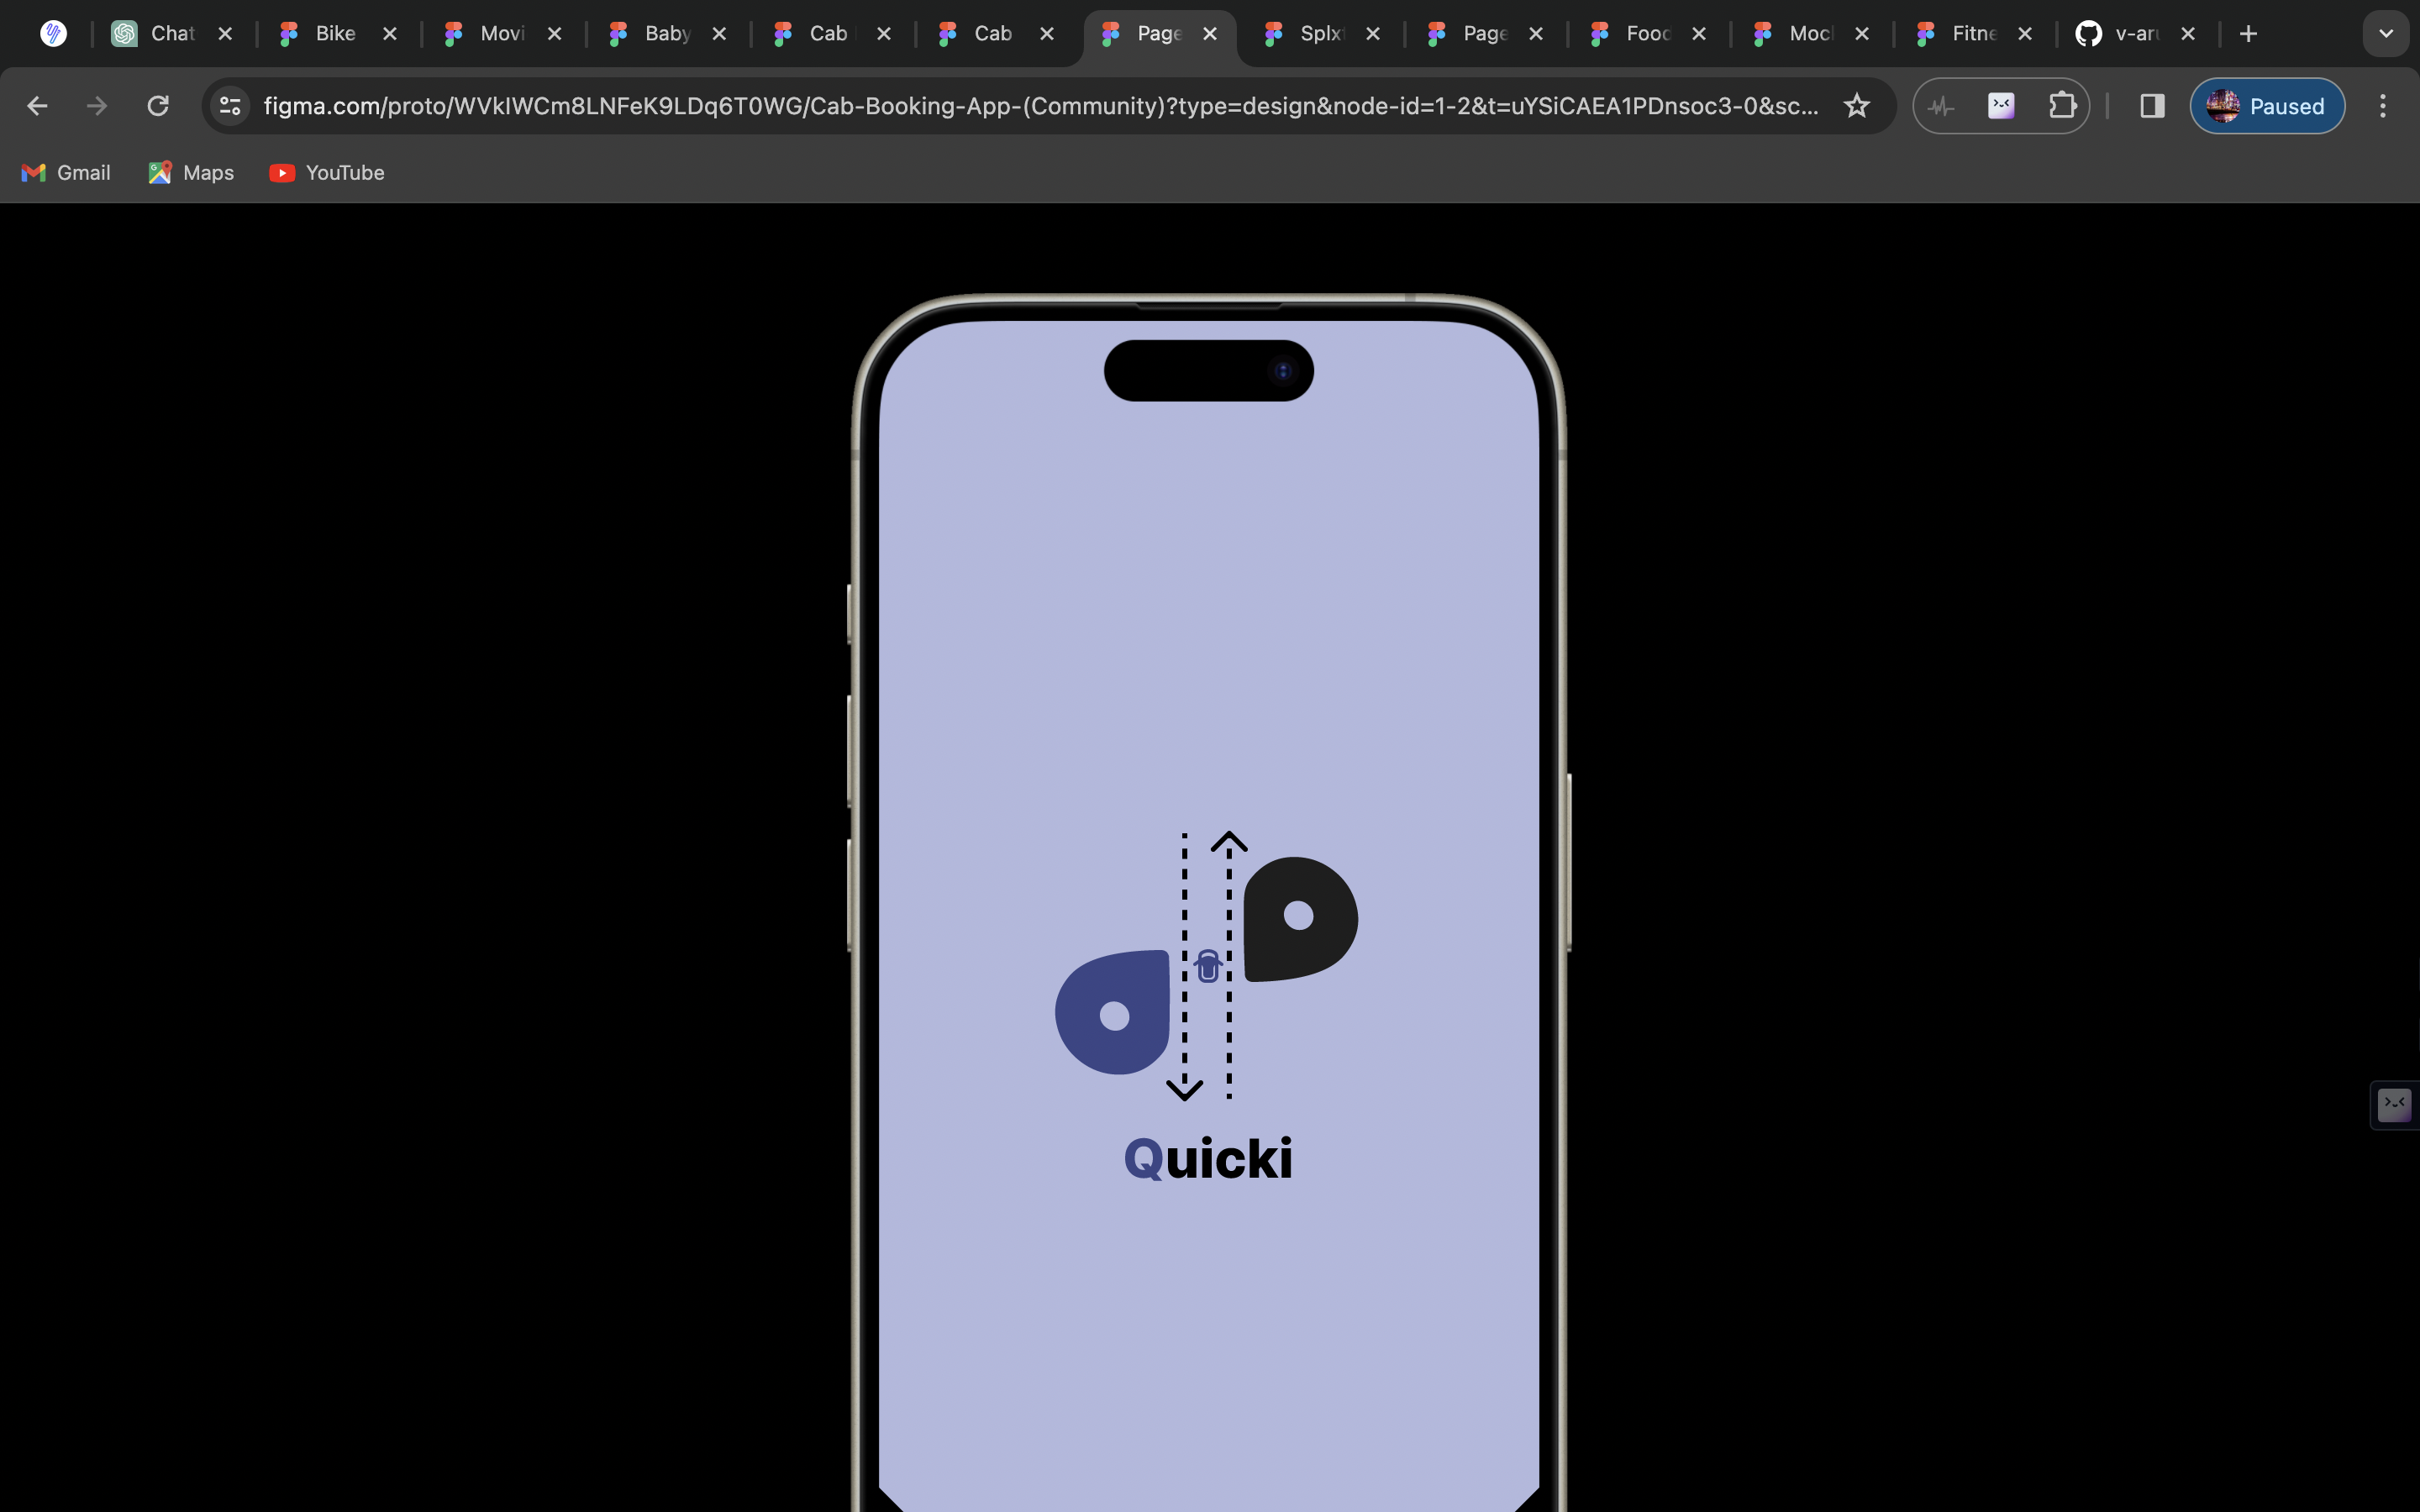 Chat
Bike
Movi
Baby
Cab
Cab
Page
Splx
Page
Food
Moc
Fitne
v-ar
figma.com/proto/WVkIWCm8LNFeK9LDq6T0WG/Cab-Booking-App-(Community)?type=design&node-id=1-2&t=uYSiCAEA1PDnsoc3-0&sc...
Paused
Gmail
Maps
YouTube
Quicki